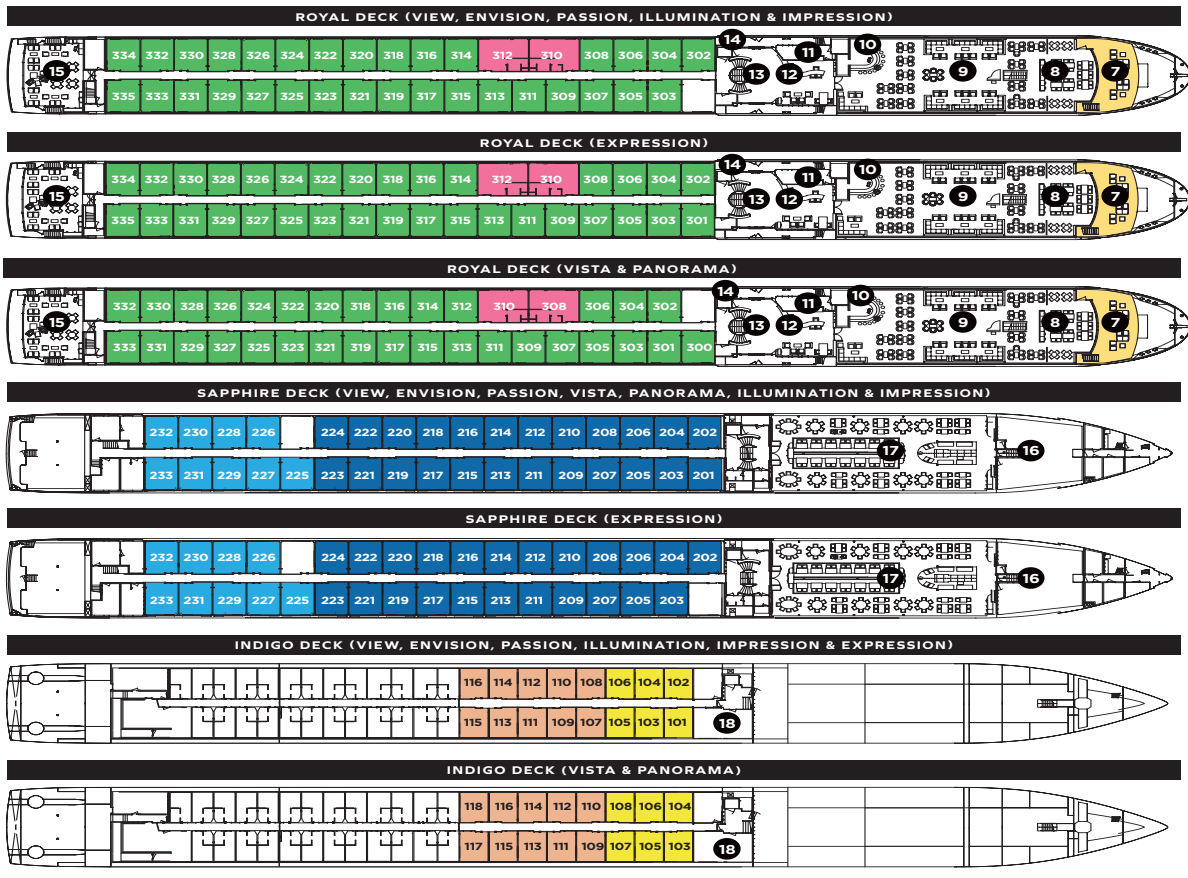 ROYAL DECK (VIEW, ENVISION, PASSION, ILLUMINATION & IMPRESSION)
14 11 10
334 332 330 328 326 324 322 320 318 316 314 312 310 308 306 304 302
15 13 12 9 8 7
335 333 331 329 327 325 323 321 319 317 315 313 311 309 307 305 303
ROYAL DECK (EXPRESSION)
14 11 10
334 332 330 328 326 324 322 320 318 316 314 312 310 308 306 304 302
15 13 12 9 8 7
335 333 331 329 327 325 323 321 319 317 315 313 311 309 307 305 303 301
ROYAL DECK (VISTA & PANORAMA)
14 11 10
332 330 328 326 324 322 320 318 316 314 312 310 308 306 304 302
15 13 12 9 8 7
333 331 329 327 325 323 321 319 317 315 313 311 309 307 305 303 301 300
SAPPHIRE DECK (VIEW, ENVISION, PASSION, VISTA, PANORAMA, ILLUMINATION & IMPRESSION)
232 230 228 226 224 222 220 218 216 214 212 210 208 206 204 202
17 16
233 231 229 227 225 223 221 219 217 215 213 211 209 207 205 203 201
SAPPHIRE DECK (EXPRESSION)
232 230 228 226 224 222 220 218 216 214 212 210 208 206 204 202
17 16
233 231 229 227 225 223 221 219 217 215 213 211 209 207 205 203
INDIGO DECK (VIEW, ENVISION, PASSION, ILLUMINATION, IMPRESSION & EXPRESSION)
116 114 112 110 108 106 104 102
115 113 111 109 107 105 103 101 18
INDIGO DECK (VISTA & PANORAMA)
118 116 114 112 110 108 106 104
117 115 113 111 109 107 105 103 18